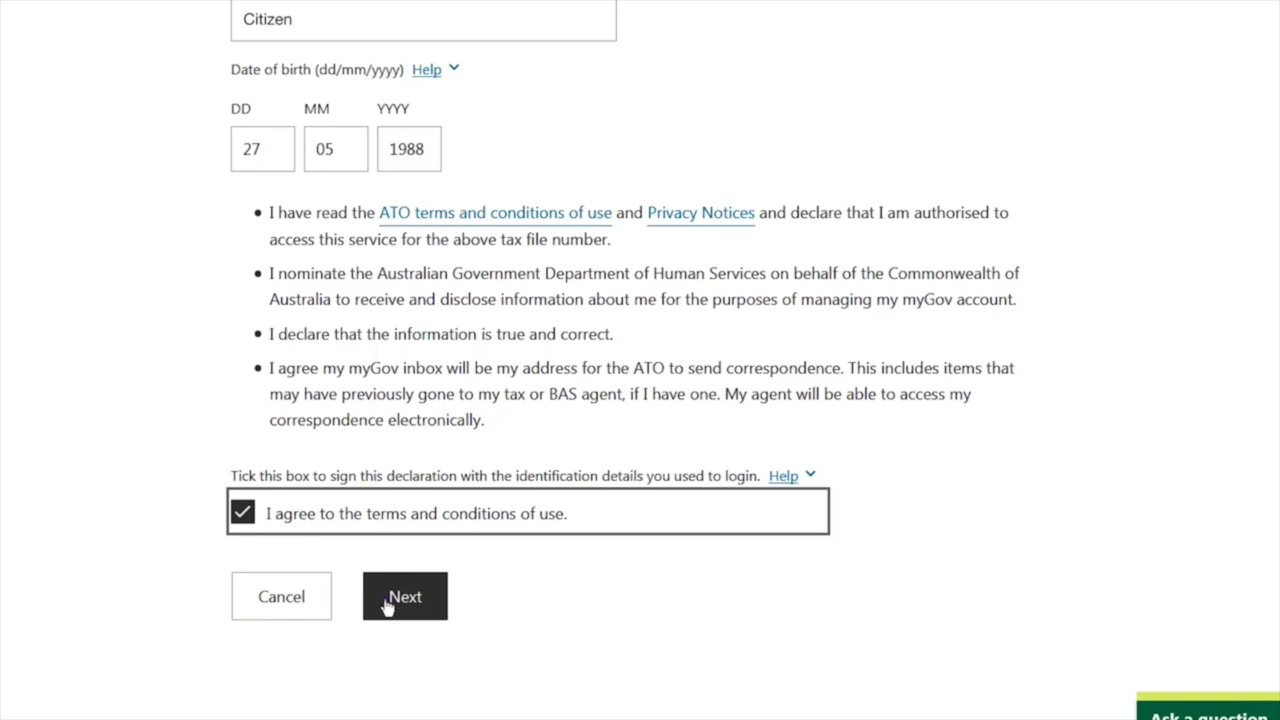 Citizen
Date of birth (dd/mm/yyyy) Help
DD MM YYYY
27 05 1988
I have read the ATO terms and conditions of use and Privacy Notices and declare that I am authorised to
access this service for the above tax file number.
I nominate the Australian Government Department of Human Services on behalf of the Commonwealth of
Australia to receive and disclose information about me for the purposes of managing my myGov account.
I declare that the information is true and correct.
I agree my myGov inbox will be my address for the ATO to send correspondence. This includes items that
may have previously gone to my tax or BAS agent, if I have one. My agent will be able to access my
correspondence electronically.
Tick this box to sign this declaration with the identification details you used to login. Help
I agree to the terms and conditions of use.
Cancel Next
Ask a question